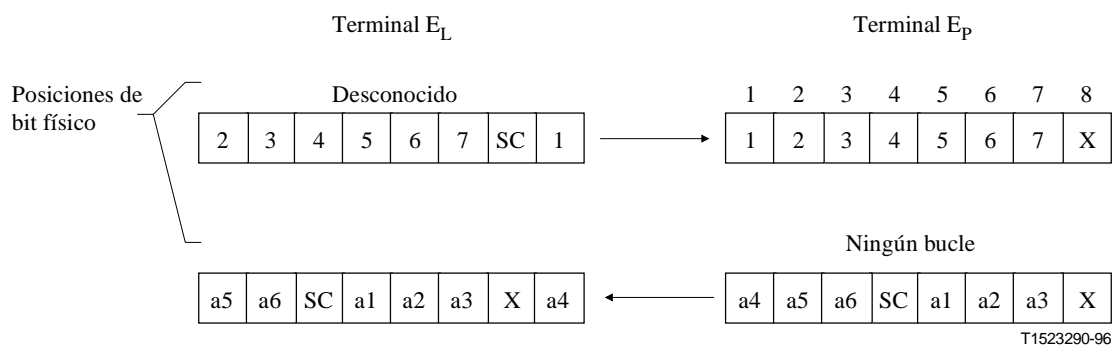 Terminal E_L Terminal E_P
Posiciones de
bit físico
Desconocido 1 2 3 4 5 6 7 8
2 3 4 5 6 7 SC 1 1 2 3 4 5 6 7 X
Ningún bucle
a5 a6 SC a1 a2 a3 X a4 a4 a5 a6 SC a1 a2 a3 X
T1523290-96